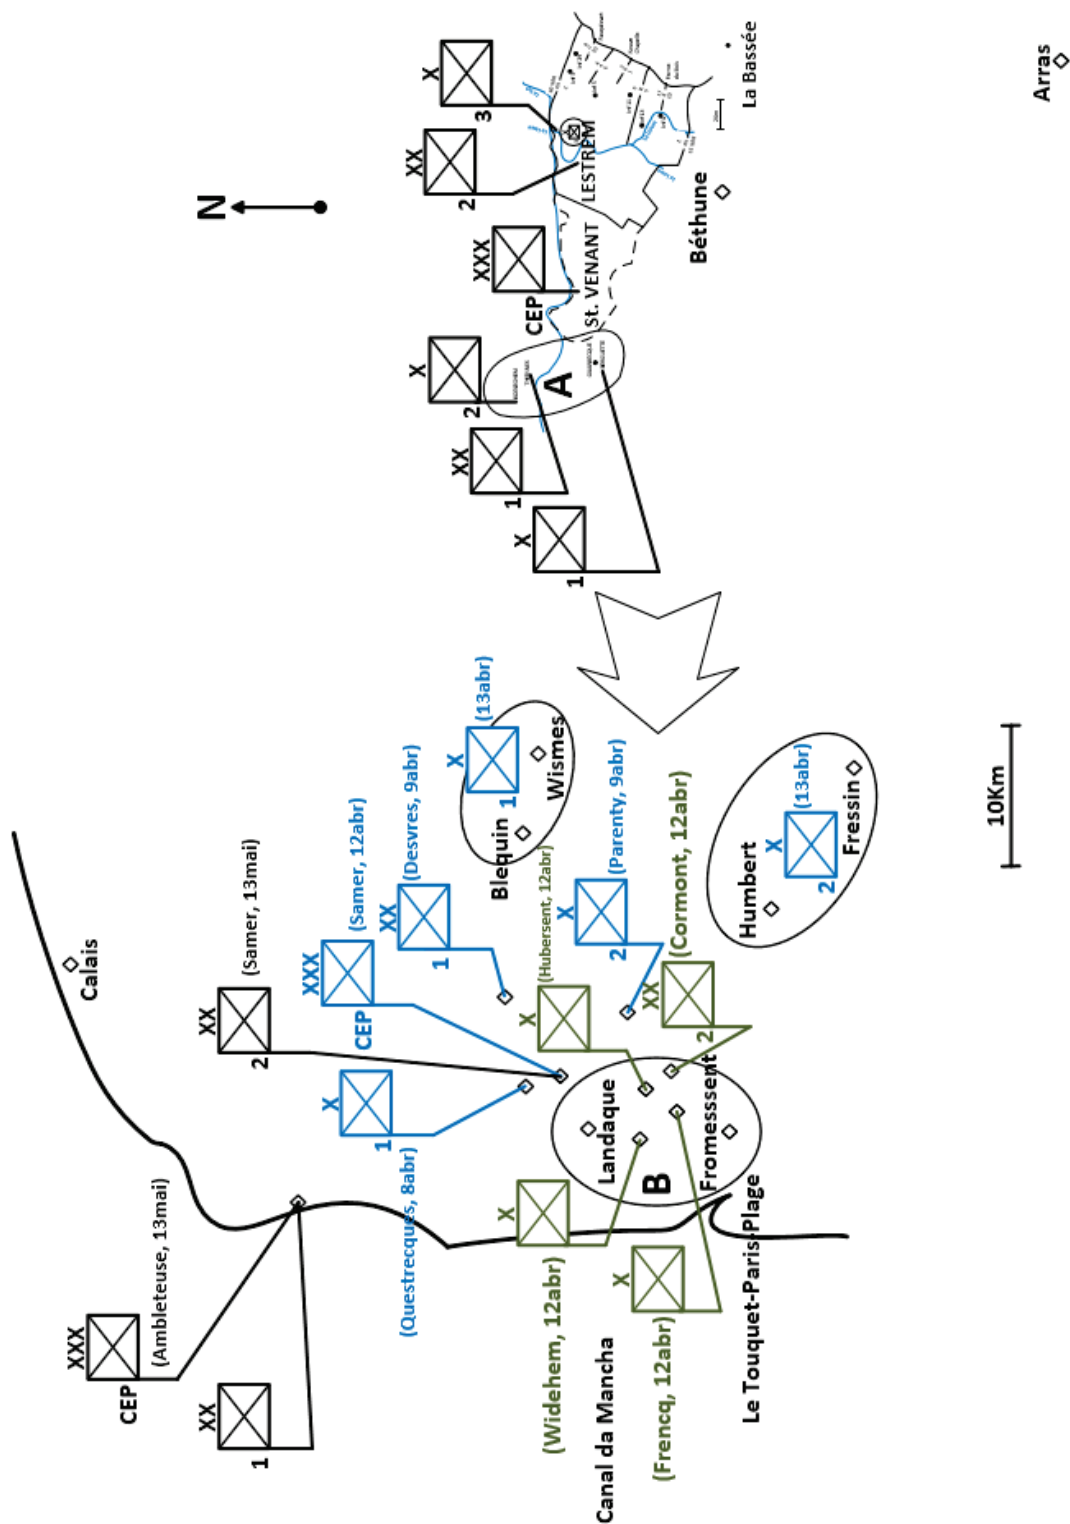 N
X
3
XX
2
XXX
CEP
X
2
XX
1
X
1
A
LESTREM
St. VENANT
Béthune
La Bassée
Arras
Calais
XX
2
(Samer, 13mai)
XXX
CEP
(Samer, 12abr)
XX
1
(Desvres, 9abr)
X
1
(13abr)
Blequin
Wismes
X
1
(Questrecques, 8abr)
X
(Hubersent, 12abr)
X
2
(Parenty, 9abr)
XX
2
(Cormont, 12abr)
Humbert
X
2
(13abr)
Fressin
10Km
XXX
CEP
(Ambleteuse, 13mai)
XX
1
Landaque
B
Fromesssent
X
(Widehem, 12abr)
X
(Frencq, 12abr)
Canal da Mancha
Le Touquet-Paris-Plage